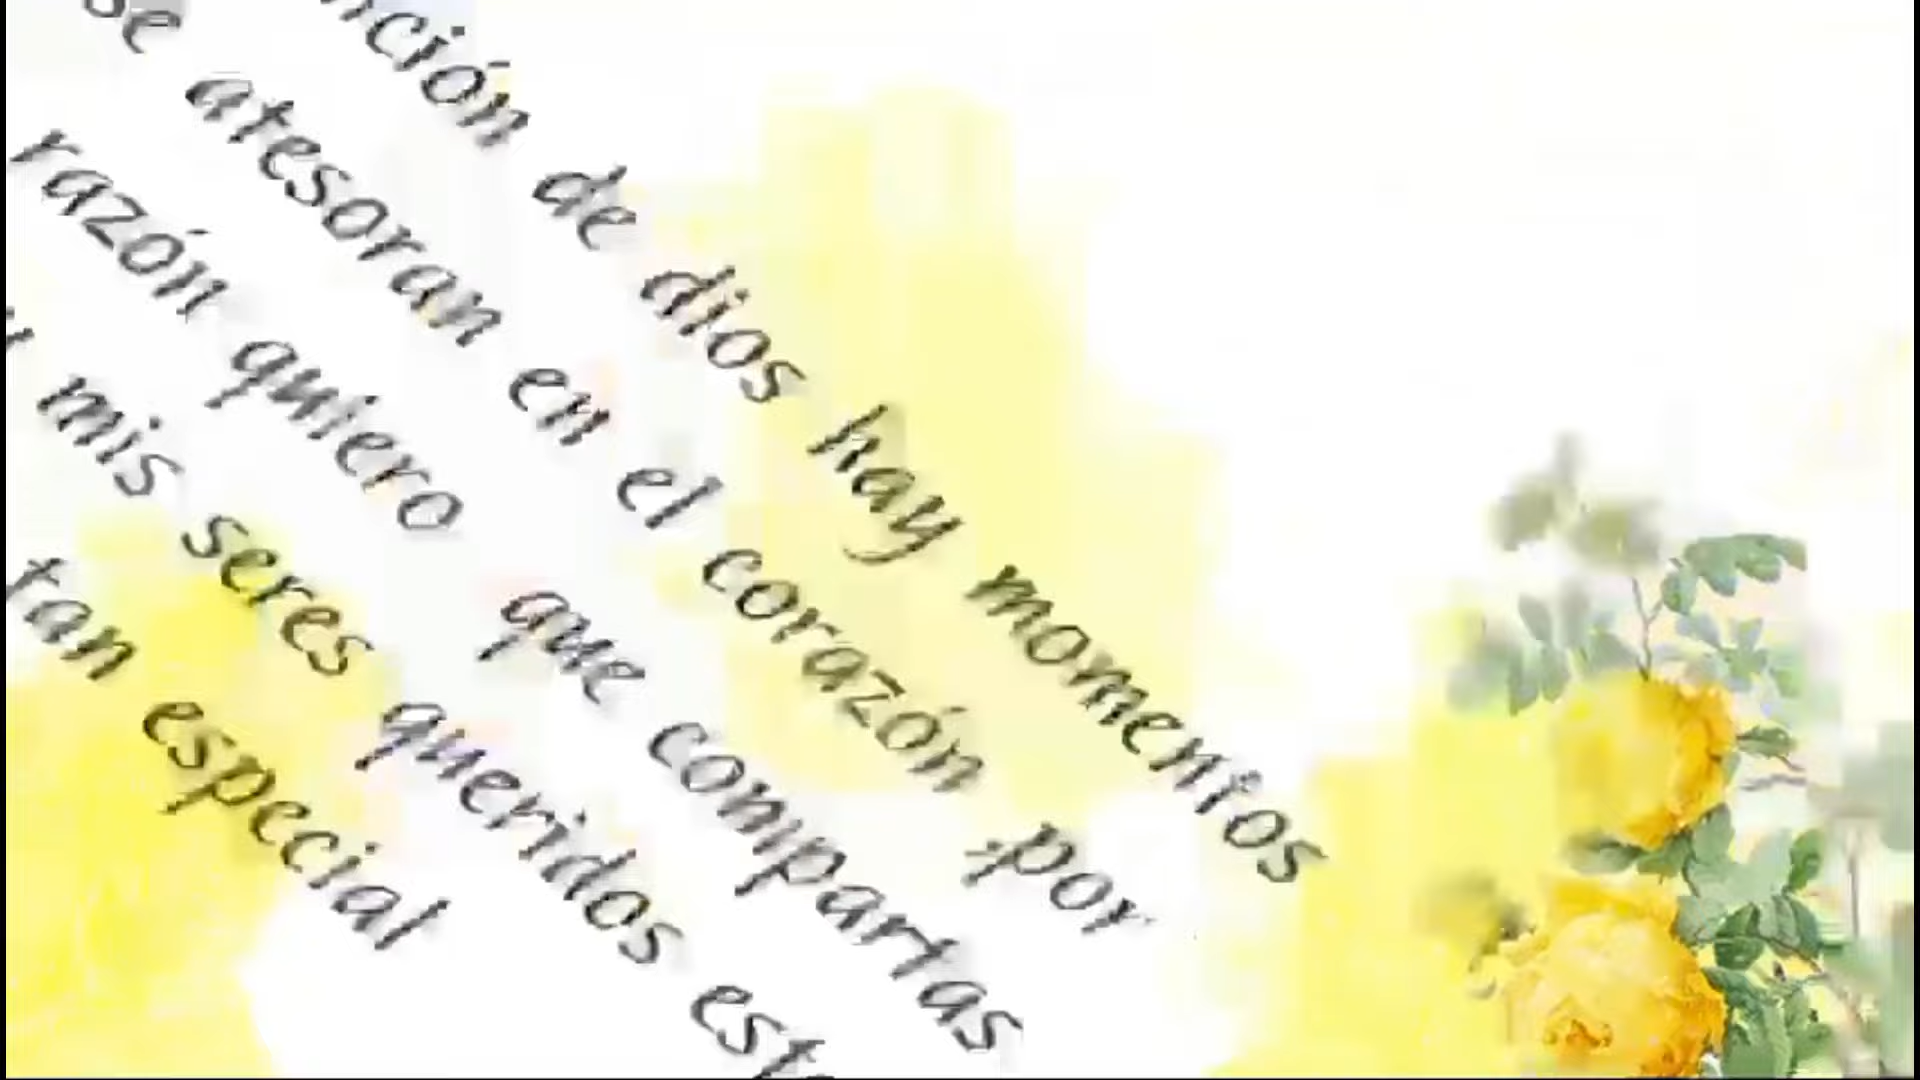 nción de dios hay momentos
se atesoran en el corazón por
razón quiero que compartas
y mis seres queridos est
tan especial